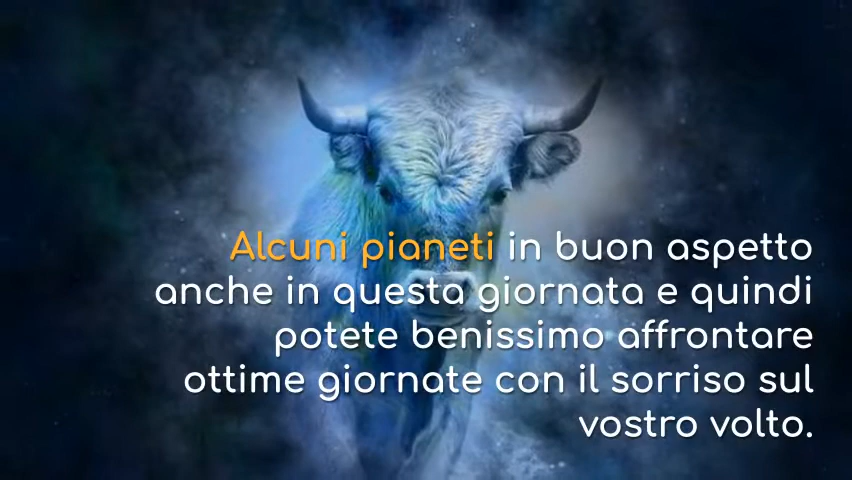 Alcuni pianeti in buon aspetto
anche in questa giornata e quindi
potete benissimo affrontare
ottime giornate con il sorriso sul
vostro volto.